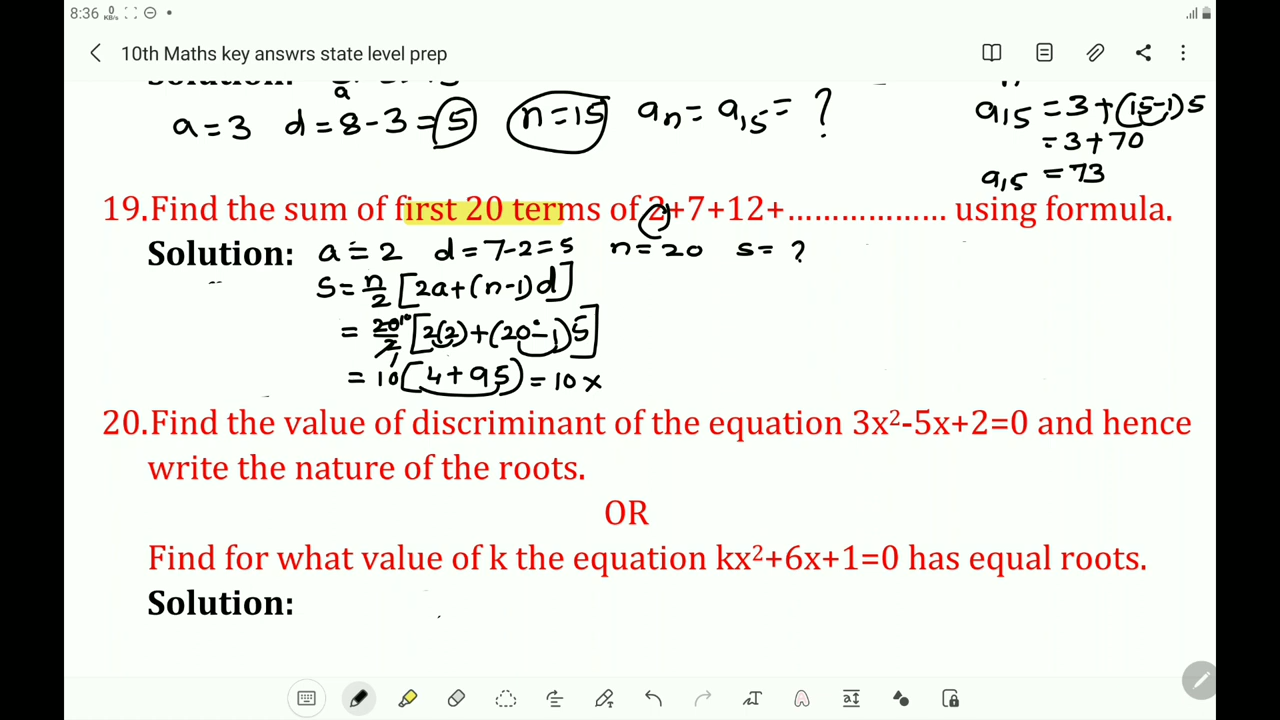 8:36 0 KB/s
10th Maths key answrs state level prep
Solution: a
a = 3 d = 8 - 3 = 5 n = 15 an = a15 = ?
a15 = 3 + (15-1)5
= 3 + 70
a15 = 73
19.Find the sum of first 20 terms of 2+7+12+.................... using formula.
Solution: a = 2 d = 7-2 = 5 n = 20 s = ?
S = n/2 [2a + (n-1)d]
= 20/2 10 1 [2(2) + (20-1)5]
= 10(4 + 95) = 10 x
20.Find the value of discriminant of the equation 3x²-5x+2=0 and hence
write the nature of the roots.
OR
Find for what value of k the equation kx²+6x+1=0 has equal roots.
Solution: